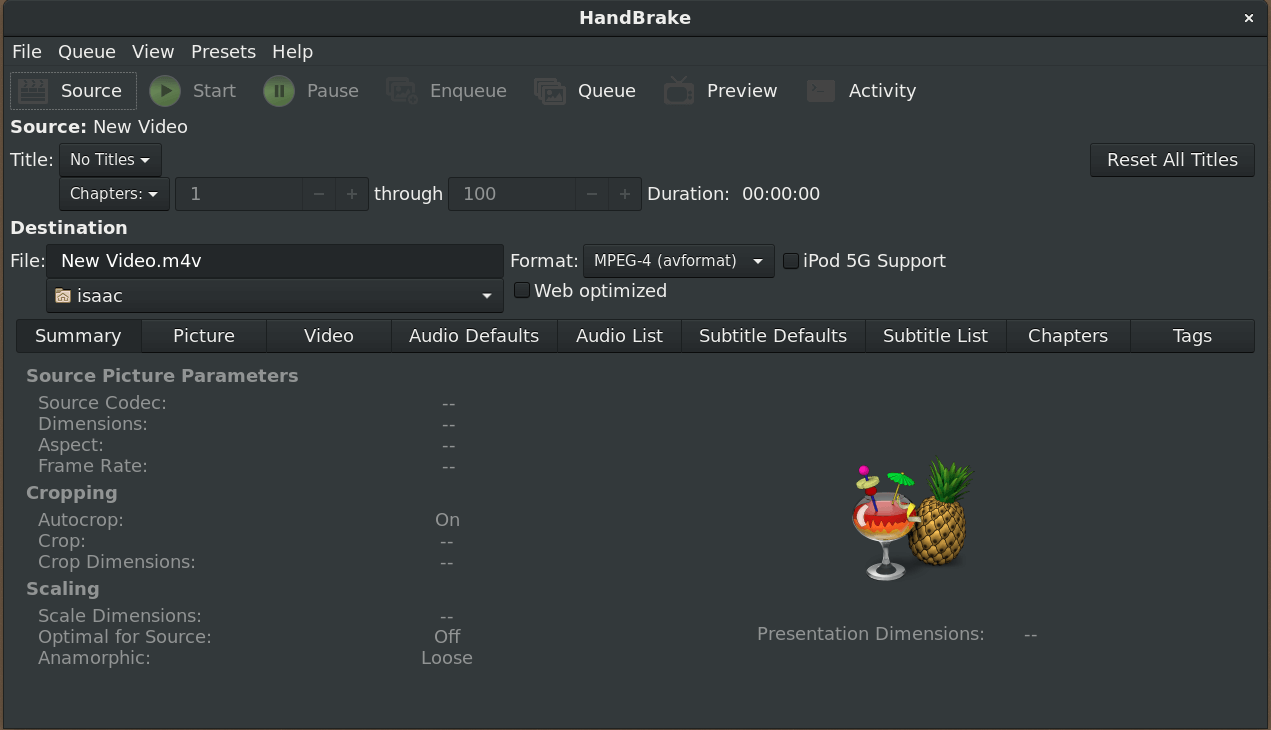 HandBrake ×
File Queue View Presets Help
Source Start Pause Enqueue Queue Preview Activity
Source: New Video
Title: No Titles Reset All Titles
Chapters: 1 − + through 100 − + Duration: 00:00:00
Destination
File: New Video.m4v Format: MPEG-4 (avformat) iPod 5G Support
isaac Web optimized
Summary Picture Video Audio Defaults Audio List Subtitle Defaults Subtitle List Chapters Tags
Source Picture Parameters
Source Codec: --
Dimensions: --
Aspect: --
Frame Rate: --
Cropping
Autocrop: On
Crop: --
Crop Dimensions: --
Scaling
Scale Dimensions: --
Optimal for Source: Off
Presentation Dimensions: --
Anamorphic: Loose